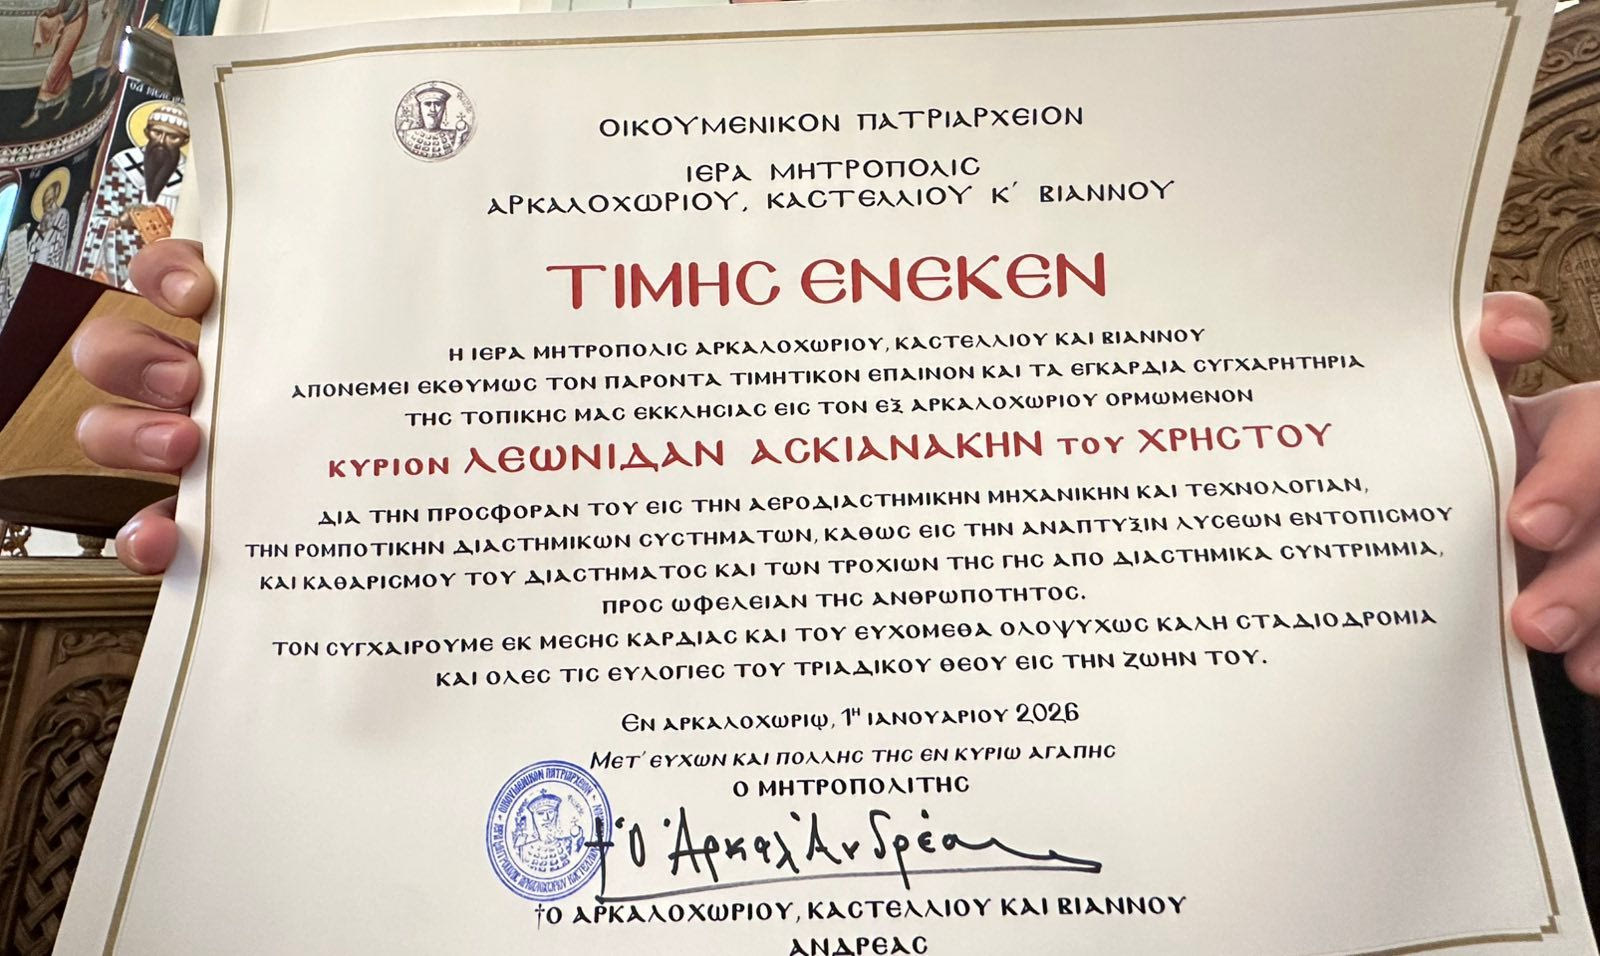 ΟΙΚΟΥΜΕΝΙΚΟΝ ΠΑΤΡΙΑΡΧΕΙΟΝ
ΙΕΡΑ ΜΗΤΡΟΠΟΛΙΣ
ΑΡΚΑΛΟΧΩΡΙΟΥ, ΚΑΣΤΕΛΛΙΟΥ Κ΄ ΒΙΑΝΝΟΥ
ΤΙΜΗΣ ΕΝΕΚΕΝ
Η ΙΕΡΑ ΜΗΤΡΟΠΟΛΙΣ ΑΡΚΑΛΟΧΩΡΙΟΥ, ΚΑΣΤΕΛΛΙΟΥ ΚΑΙ ΒΙΑΝΝΟΥ
ΑΠΟΝΕΜΕΙ ΕΚΘΥΜΩΣ ΤΟΝ ΠΑΡΟΝΤΑ ΤΙΜΗΤΙΚΟΝ ΕΠΑΙΝΟΝ ΚΑΙ ΤΑ ΕΓΚΑΡΔΙΑ ΣΥΓΧΑΡΗΤΗΡΙΑ
ΤΗΣ ΤΟΠΙΚΗΣ ΜΑΣ ΕΚΚΛΗΣΙΑΣ ΕΙΣ ΤΟΝ ΕΞ ΑΡΚΑΛΟΧΩΡΙΟΥ ΟΡΜΩΜΕΝΟΝ
ΚΥΡΙΟΝ ΛΕΩΝΙΔΑΝ ΑΣΚΙΑΝΑΚΗΝ ΤΟΥ ΧΡΗΣΤΟΥ
ΔΙΑ ΤΗΝ ΠΡΟΣΦΟΡΑΝ ΤΟΥ ΕΙΣ ΤΗΝ ΑΕΡΟΔΙΑΣΤΗΜΙΚΗΝ ΜΗΧΑΝΙΚΗΝ ΚΑΙ ΤΕΧΝΟΛΟΓΙΑΝ,
ΤΗΝ ΡΟΜΠΟΤΙΚΗΝ ΔΙΑΣΤΗΜΙΚΩΝ ΣΥΣΤΗΜΑΤΩΝ, ΚΑΘΩΣ ΕΙΣ ΤΗΝ ΑΝΑΠΤΥΞΙΝ ΛΥΣΕΩΝ ΕΝΤΟΠΙΣΜΟΥ
ΚΑΙ ΚΑΘΑΡΙΣΜΟΥ ΤΟΥ ΔΙΑΣΤΗΜΑΤΟΣ ΚΑΙ ΤΩΝ ΤΡΟΧΙΩΝ ΤΗΣ ΓΗΣ ΑΠΟ ΔΙΑΣΤΗΜΙΚΑ ΣΥΝΤΡΙΜΜΙΑ,
ΠΡΟΣ ΩΦΕΛΕΙΑΝ ΤΗΣ ΑΝΘΡΩΠΟΤΗΤΟΣ.
ΤΟΝ ΣΥΓΧΑΙΡΟΥΜΕ ΕΚ ΜΕΣΗΣ ΚΑΡΔΙΑΣ ΚΑΙ ΤΟΥ ΕΥΧΟΜΕΘΑ ΟΛΟΨΥΧΩΣ ΚΑΛΗ ΣΤΑΔΙΟΔΡΟΜΙΑ
ΚΑΙ ΟΛΕΣ ΤΙΣ ΕΥΛΟΓΙΕΣ ΤΟΥ ΤΡΙΑΔΙΚΟΥ ΘΕΟΥ ΕΙΣ ΤΗΝ ΖΩΗΝ ΤΟΥ.
ΕΝ ΑΡΚΑΛΟΧΩΡΙῼ, 1Η ΙΑΝΟΥΑΡΙΟΥ 2026
ΜΕΤ΄ ΕΥΧΩΝ ΚΑΙ ΠΟΛΛΗΣ ΤΗΣ ΕΝ ΚΥΡΙΩ ΑΓΑΠΗΣ
Ο ΜΗΤΡΟΠΟΛΙΤΗΣ
† ὁ Ἀρκαλ Ἀνδρέας
†Ο ΑΡΚΑΛΟΧΩΡΙΟΥ, ΚΑΣΤΕΛΛΙΟΥ ΚΑΙ ΒΙΑΝΝΟΥ
ΑΝΔΡΕΑΣ